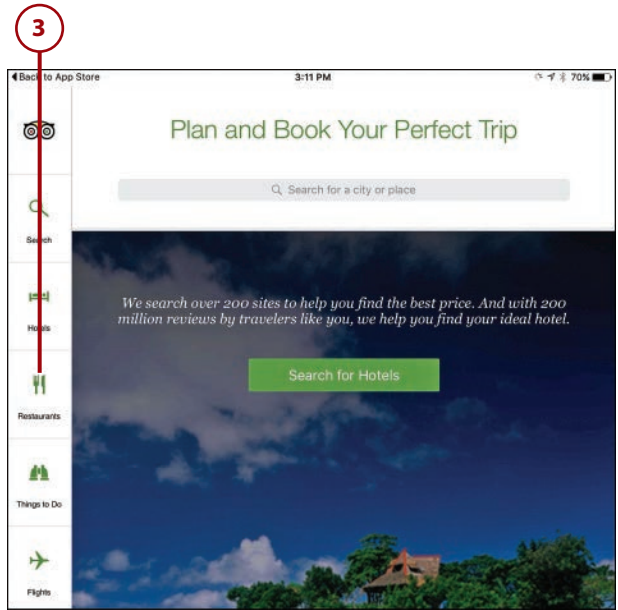 3
Back to App Store 3:11 PM 70%
Plan and Book Your Perfect Trip
Search for a city or place
Search
We search over 200 sites to help you find the best price. And with 200
million reviews by travelers like you, we help you find your ideal hotel.
Hotels
Search for Hotels
Restaurants
Things to Do
Flights